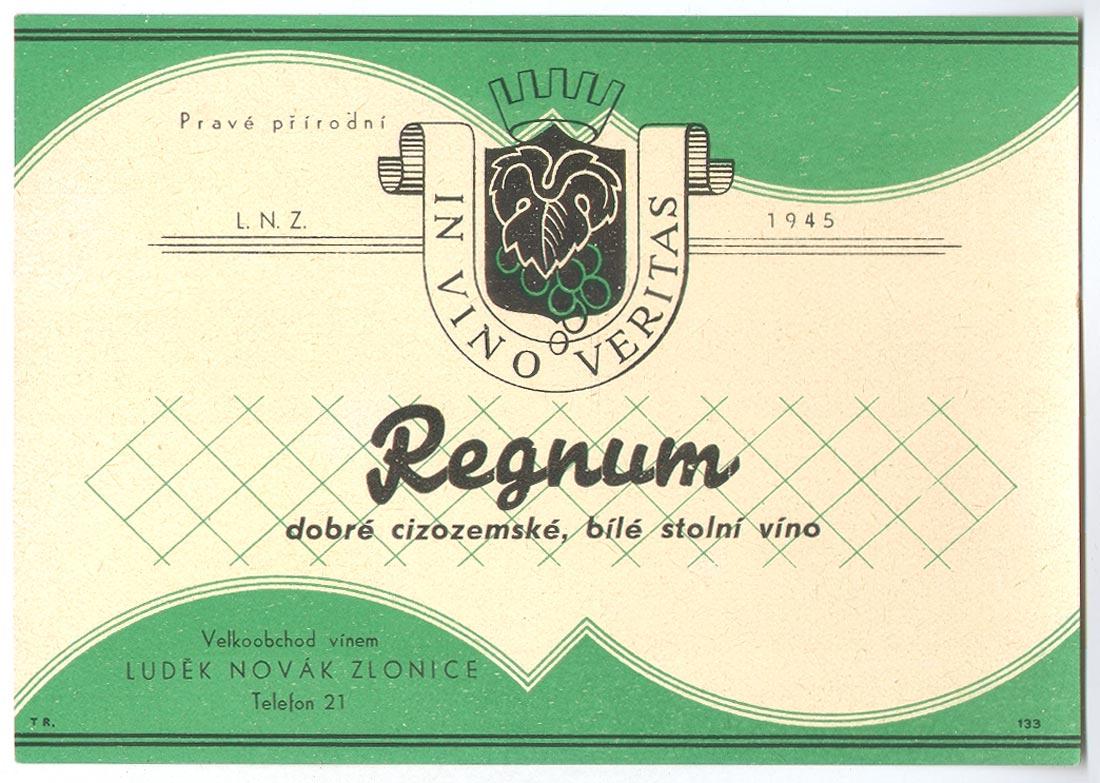 Pravé přírodní
L. N. Z.
1945
IN VINO VERITAS
Regnum
dobré cizozemské, bílé stolní víno
Velkoobchod vínem
LUDĚK NOVÁK ZLONICE
Telefon 21
T R.
133